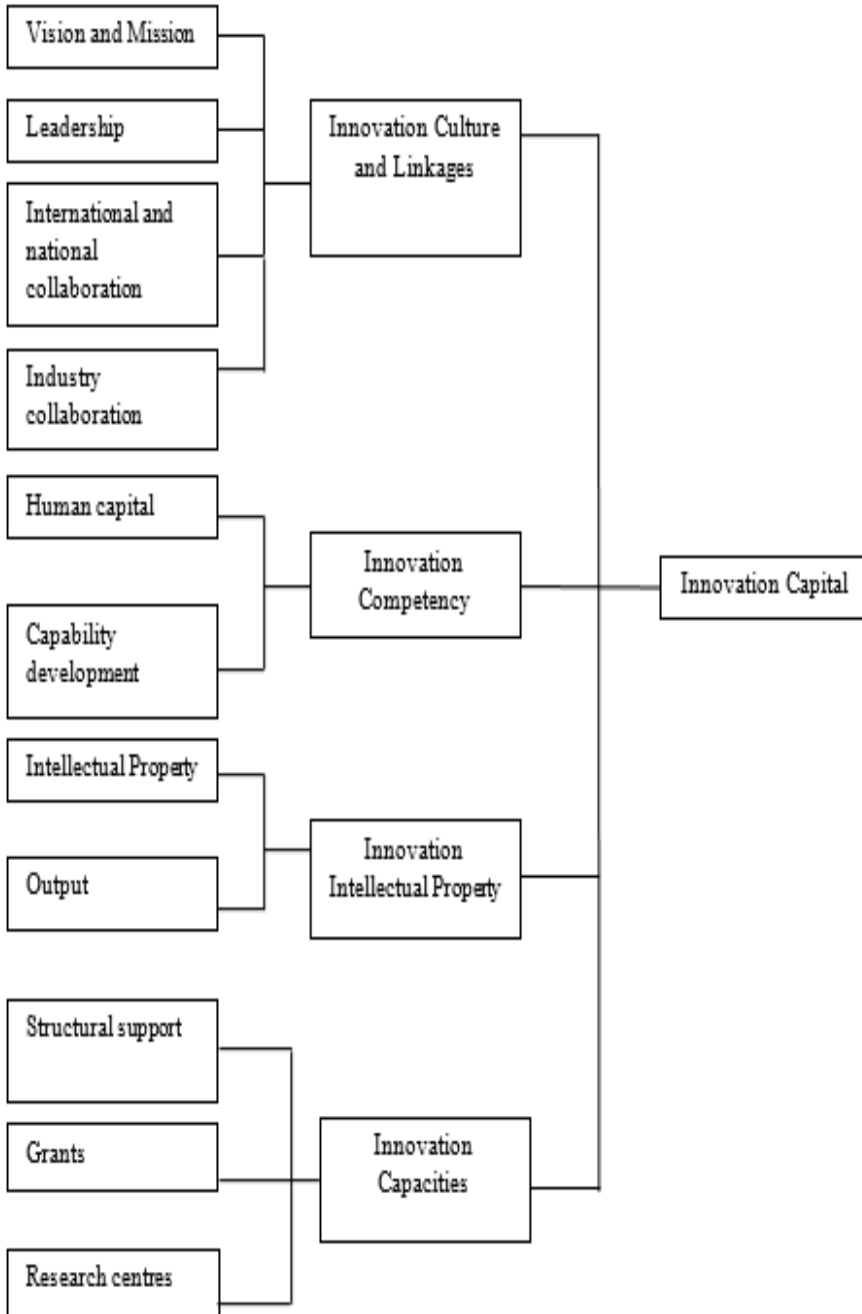 Vision and Mission
Leadership
International and
national
collaboration
Industry
collaboration
Innovation Culture
and Linkages
Human capital
Capability
development
Innovation
Competency
Intellectual Property
Output
Innovation
Intellectual Property
Structural support
Grants
Research centres
Innovation
Capacities
Innovation Capital